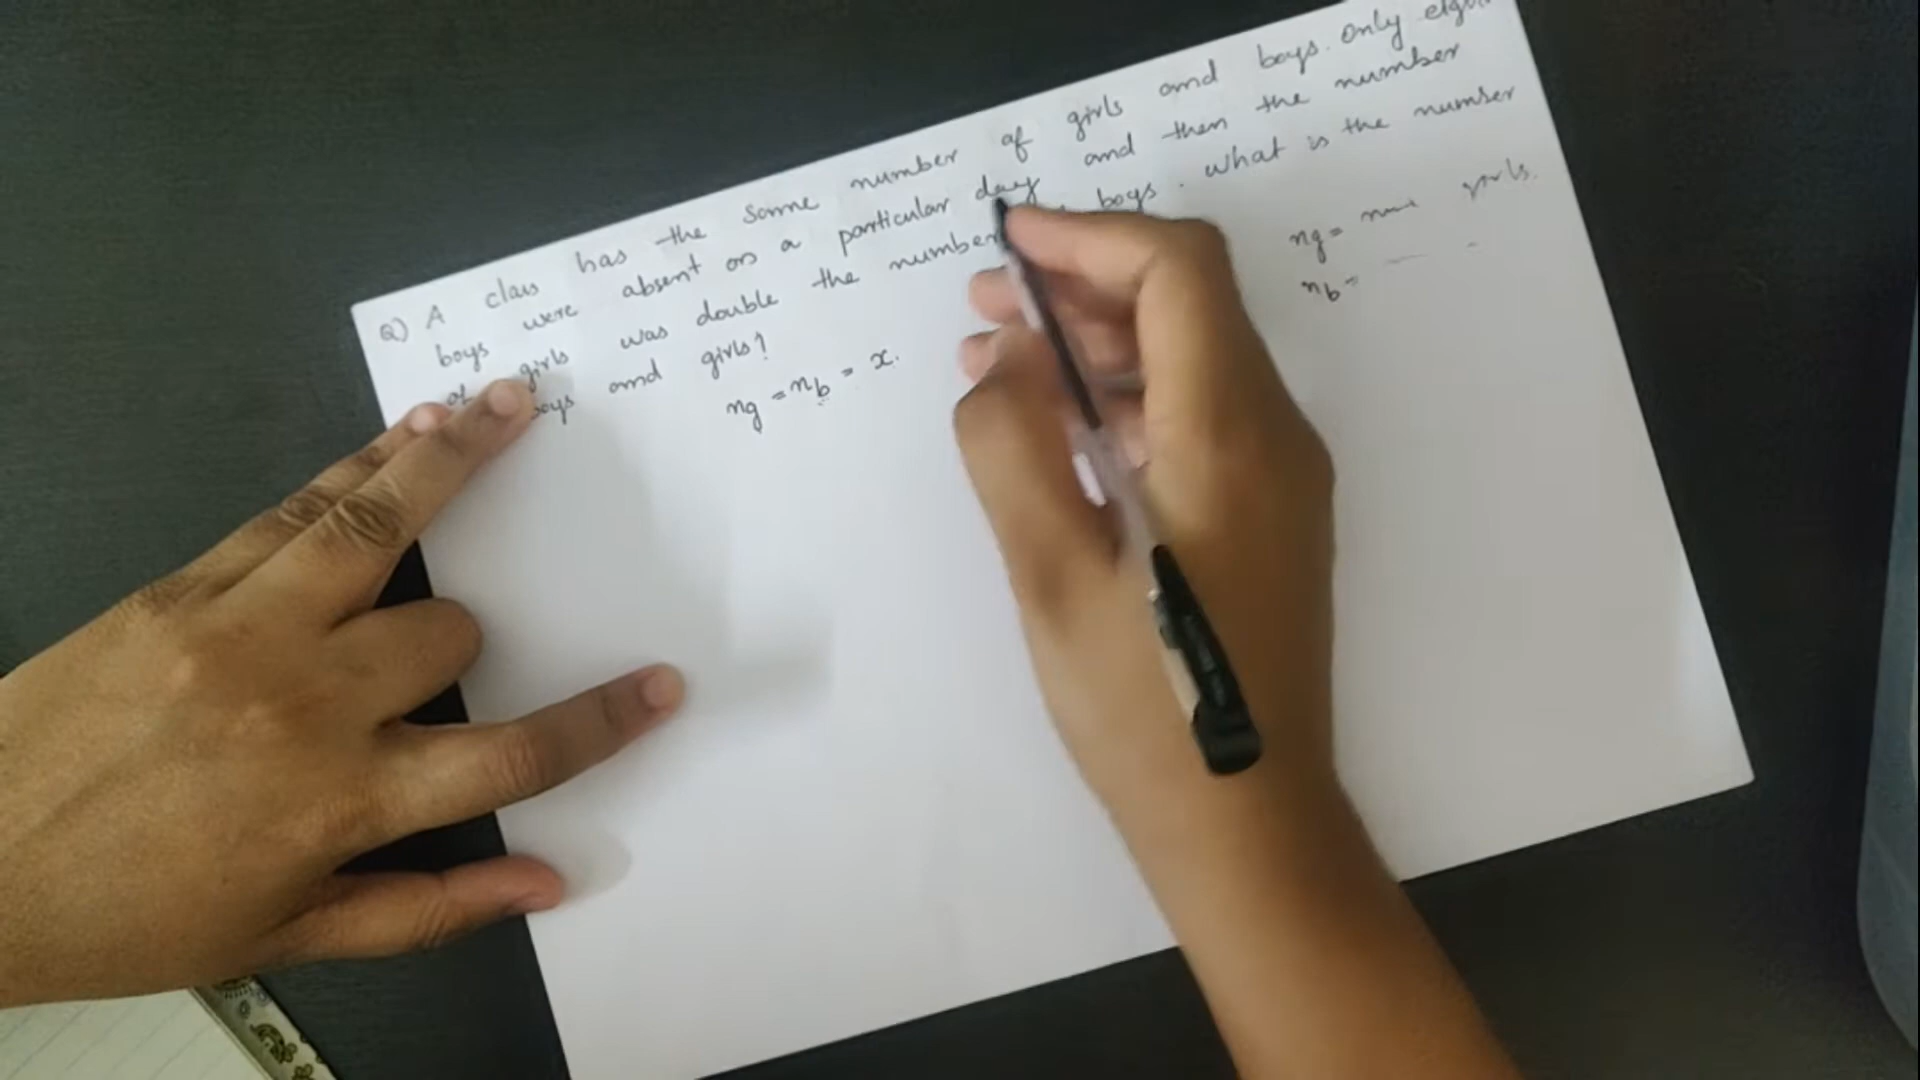 Q) A class has the same number of girls and boys. Only
boys were absent on a particular day and then the number
of girls was double the number boys. What is the number
boys and girls?
ng = nb = x.
ng = girls.
nb =